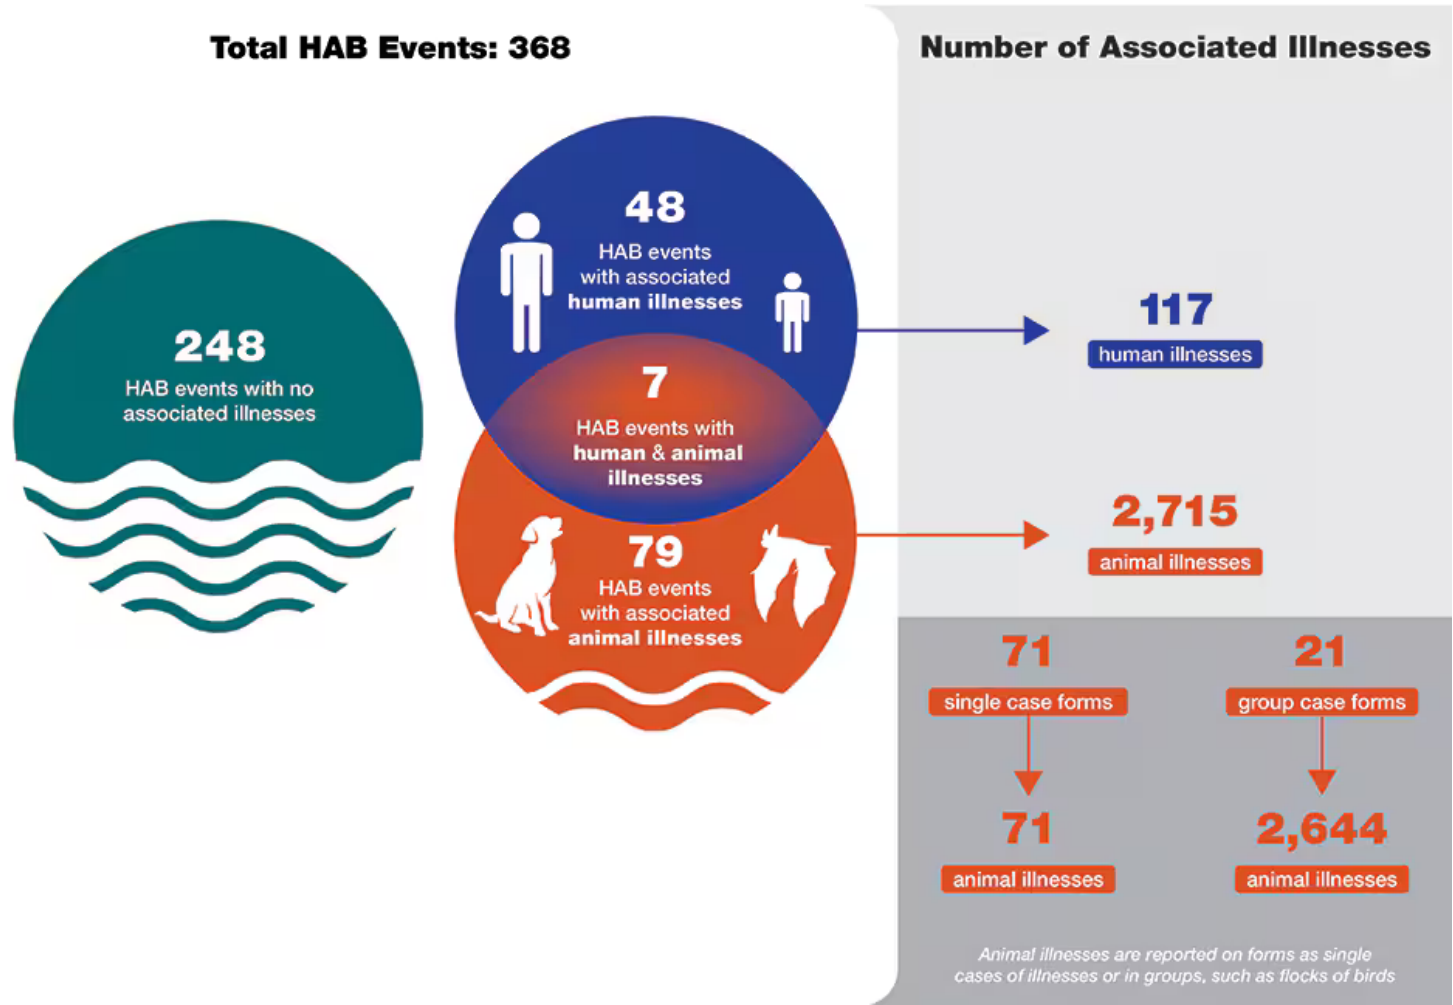 Total HAB Events: 368
248
HAB events with no
associated illnesses
48
HAB events
with associated
human illnesses
7
HAB events with
human & animal
illnesses
79
HAB events
with associated
animal illnesses
Number of Associated Illnesses
117
human illnesses
2,715
animal illnesses
71
single case forms
71
animal illnesses
21
group case forms
2,644
animal illnesses
Animal illnesses are reported on forms as single
cases of illnesses or in groups, such as flocks of birds